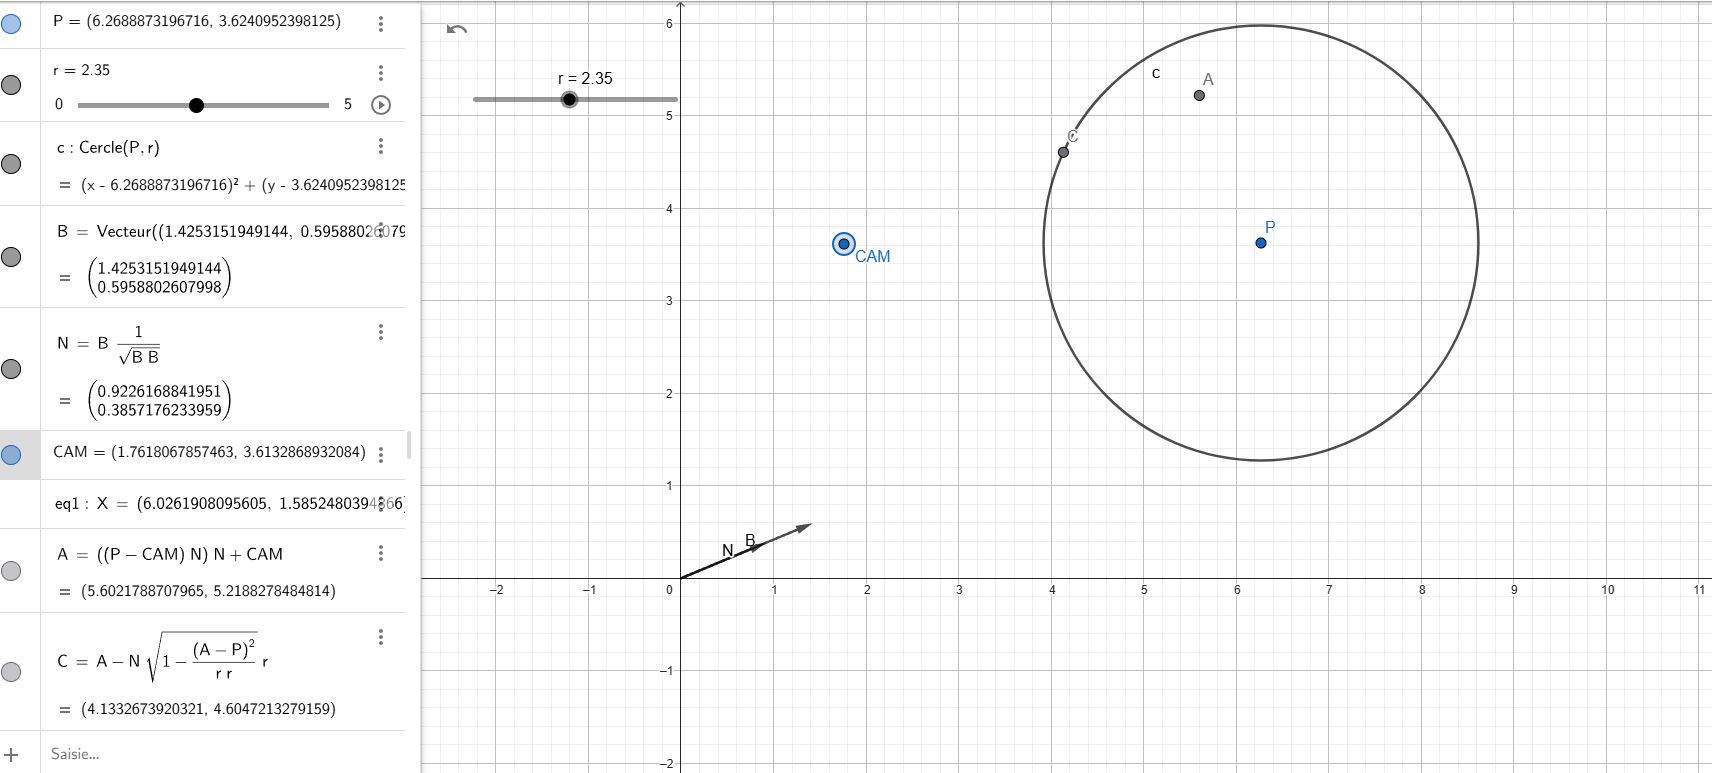 P = (6.2688873196716, 3.6240952398125)
r = 2.35
0 5
c : Cercle(P, r)
= (x - 6.2688873196716)² + (y - 3.6240952398125
B = Vecteur((1.4253151949144, 0.59588026079
= (1.4253151949144
0.5958802607998)
N = B 1/√(B B)
= (0.9226168841951
0.3857176233959)
CAM = (1.7618067857463, 3.6132868932084)
eq1 : X = (6.0261908095605, 1.5852480394866)
A = ((P − CAM) N) N + CAM
= (5.6021788707965, 5.2188278484814)
C = A − N √(1 − (A − P)²/(r r)) r
= (4.1332673920321, 4.6047213279159)
+ Saisie...
r = 2.35
6
5
4
3
2
1
−1
−2
−2 −1 0 1 2 3 4 5 6 7 8 9 10 11
c
A
C
P
CAM
N
B